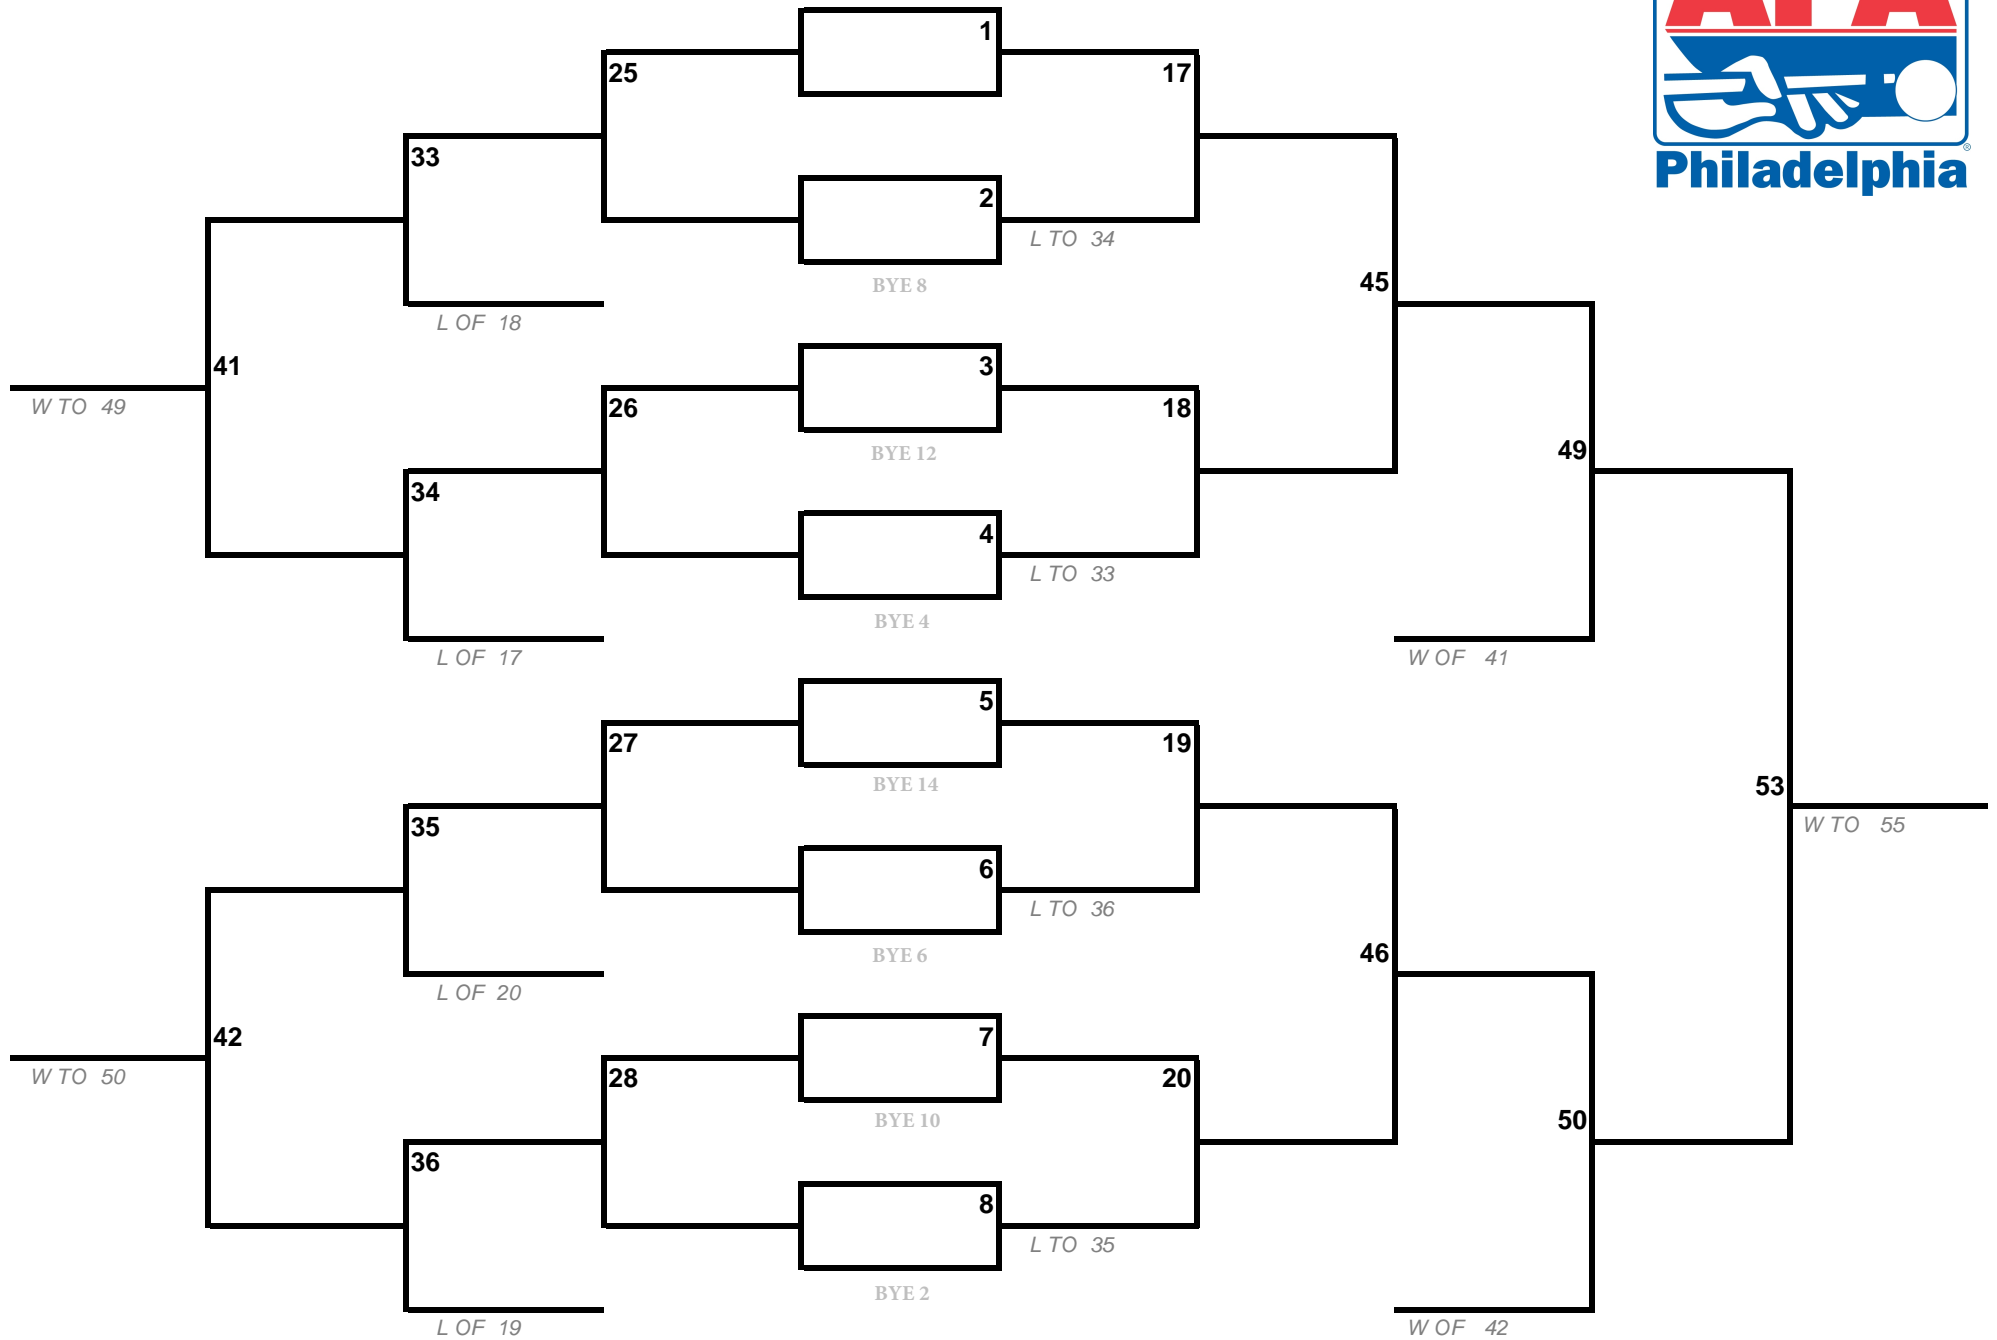 APA
1
25
17
Philadelphia
®
33
2
L TO 34
45
BYE 8
L OF 18
41
3
W TO 49
26
18
49
BYE 12
34
4
L TO 33
BYE 4
L OF 17
W OF 41
5
27
19
53
BYE 14
W TO 55
35
6
L TO 36
46
BYE 6
L OF 20
42
7
W TO 50
28
20
50
BYE 10
36
8
L TO 35
BYE 2
L OF 19
W OF 42